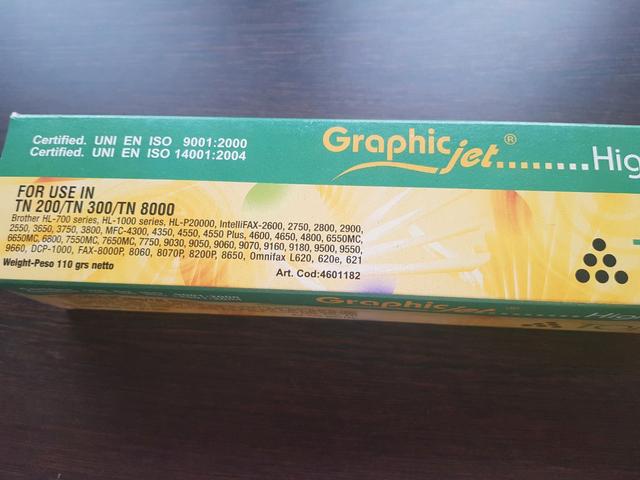 Certified. UNI EN ISO 9001:2000
Certified. UNI EN ISO 14001:2004
Graphicjet®.........Hig
FOR USE IN
TN 200/TN 300/TN 8000
Brother HL-700 series, HL-1000 series, HL-P20000, IntelliFAX-2600, 2750, 2800, 2900,
2550, 3650, 3750, 3800, MFC-4300, 4350, 4550, 4550 Plus, 4600, 4650, 4800, 6550MC,
6650MC, 6800, 7550MC, 7650MC, 7750, 9030, 9050, 9060, 9070, 9160, 9180, 9500, 9550,
9660, DCP-1000, FAX-8000P, 8060, 8070P, 8200P, 8650, Omnifax L620, 620e, 621
Weight-Peso 110 grs netto
Art. Cod:4601182
Graphicjet®.........Hig